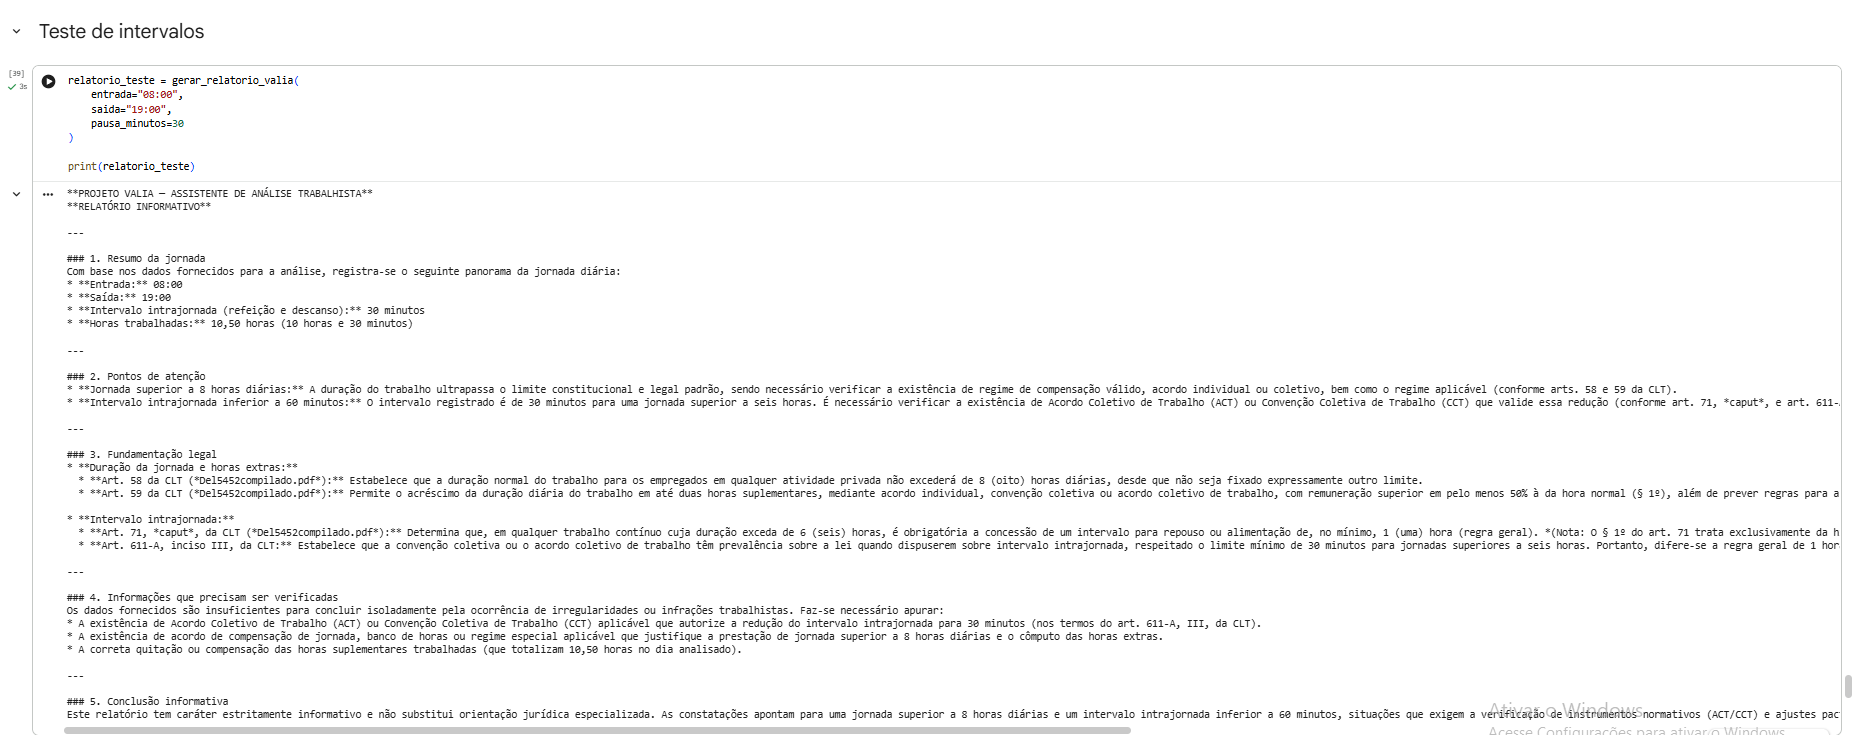 Teste de intervalos
[39]
3s
relatorio_teste = gerar_relatorio_valia(
    entrada="08:00",
    saida="19:00",
    pausa_minutos=30
)
print(relatorio_teste)
**PROJETO VALIA — ASSISTENTE DE ANÁLISE TRABALHISTA**
**RELATÓRIO INFORMATIVO**
---
### 1. Resumo da jornada
Com base nos dados fornecidos para a análise, registra-se o seguinte panorama da jornada diária:
* **Entrada:** 08:00
* **Saída:** 19:00
* **Intervalo intrajornada (refeição e descanso):** 30 minutos
* **Horas trabalhadas:** 10,50 horas (10 horas e 30 minutos)
---
### 2. Pontos de atenção
* **Jornada superior a 8 horas diárias:** A duração do trabalho ultrapassa o limite constitucional e legal padrão, sendo necessário verificar a existência de regime de compensação válido, acordo individual ou coletivo, bem como o regime aplicável (conforme arts. 58 e 59 da CLT).
* **Intervalo intrajornada inferior a 60 minutos:** O intervalo registrado é de 30 minutos para uma jornada superior a seis horas. É necessário verificar a existência de Acordo Coletivo de Trabalho (ACT) ou Convenção Coletiva de Trabalho (CCT) que valide essa redução (conforme art. 71, *caput*, e art. 611-
---
### 3. Fundamentação legal
* **Duração da jornada e horas extras:**
  * **Art. 58 da CLT (*Del5452compilado.pdf*):** Estabelece que a duração normal do trabalho para os empregados em qualquer atividade privada não excederá de 8 (oito) horas diárias, desde que não seja fixado expressamente outro limite.
  * **Art. 59 da CLT (*Del5452compilado.pdf*):** Permite o acréscimo da duração diária do trabalho em até duas horas suplementares, mediante acordo individual, convenção coletiva ou acordo coletivo de trabalho, com remuneração superior em pelo menos 50% à da hora normal (§ 1º), além de prever regras para a
* **Intervalo intrajornada:**
  * **Art. 71, *caput*, da CLT (*Del5452compilado.pdf*):** Determina que, em qualquer trabalho contínuo cuja duração exceda de 6 (seis) horas, é obrigatória a concessão de um intervalo para repouso ou alimentação de, no mínimo, 1 (uma) hora (regra geral). *(Nota: O § 1º do art. 71 trata exclusivamente da h
  * **Art. 611-A, inciso III, da CLT:** Estabelece que a convenção coletiva ou o acordo coletivo de trabalho têm prevalência sobre a lei quando dispuserem sobre intervalo intrajornada, respeitado o limite mínimo de 30 minutos para jornadas superiores a seis horas. Portanto, difere-se a regra geral de 1 hor
---
### 4. Informações que precisam ser verificadas
Os dados fornecidos são insuficientes para concluir isoladamente pela ocorrência de irregularidades ou infrações trabalhistas. Faz-se necessário apurar:
* A existência de Acordo Coletivo de Trabalho (ACT) ou Convenção Coletiva de Trabalho (CCT) aplicável que autorize a redução do intervalo intrajornada para 30 minutos (nos termos do art. 611-A, III, da CLT).
* A existência de acordo de compensação de jornada, banco de horas ou regime especial aplicável que justifique a prestação de jornada superior a 8 horas diárias e o cômputo das horas extras.
* A correta quitação ou compensação das horas suplementares trabalhadas (que totalizam 10,50 horas no dia analisado).
---
### 5. Conclusão informativa
Este relatório tem caráter estritamente informativo e não substitui orientação jurídica especializada. As constatações apontam para uma jornada superior a 8 horas diárias e um intervalo intrajornada inferior a 60 minutos, situações que exigem a verificação de instrumentos normativos (ACT/CCT) e ajustes pac
Ativar o Windows
Acesse Configurações para ativar o Windows.